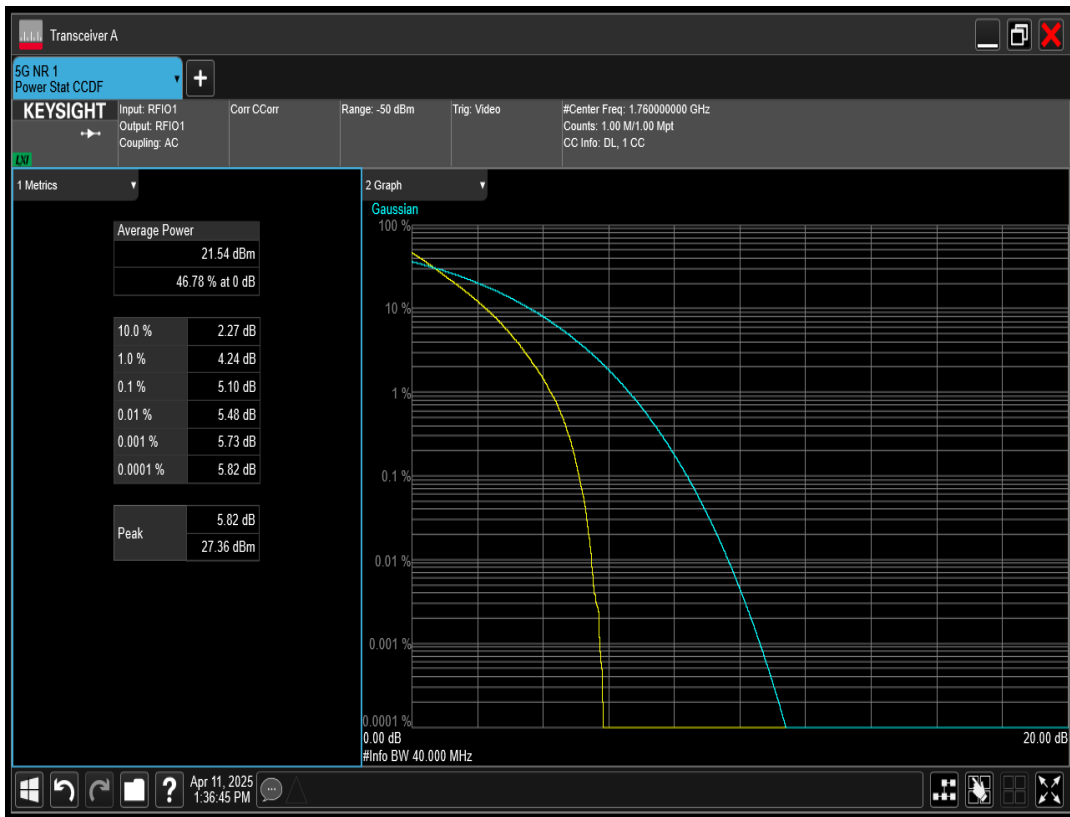 Transceiver A
5G NR 1
Power Stat CCDF
+
KEYSIGHT
LXI
Input: RFIO1
Output: RFIO1
Coupling: AC
Corr CCorr
Range: -50 dBm
Trig: Video
#Center Freq: 1.760000000 GHz
Counts: 1.00 M/1.00 Mpt
CC Info: DL, 1 CC
1 Metrics
Average Power
21.54 dBm
46.78 % at 0 dB
10.0 % 2.27 dB
1.0 % 4.24 dB
0.1 % 5.10 dB
0.01 % 5.48 dB
0.001 % 5.73 dB
0.0001 % 5.82 dB
Peak
5.82 dB
27.36 dBm
2 Graph
Gaussian
100 %
10 %
1 %
0.1 %
0.01 %
0.001 %
0.0001 %
0.00 dB 20.00 dB
#Info BW 40.000 MHz
?
Apr 11, 2025
1:36:45 PM